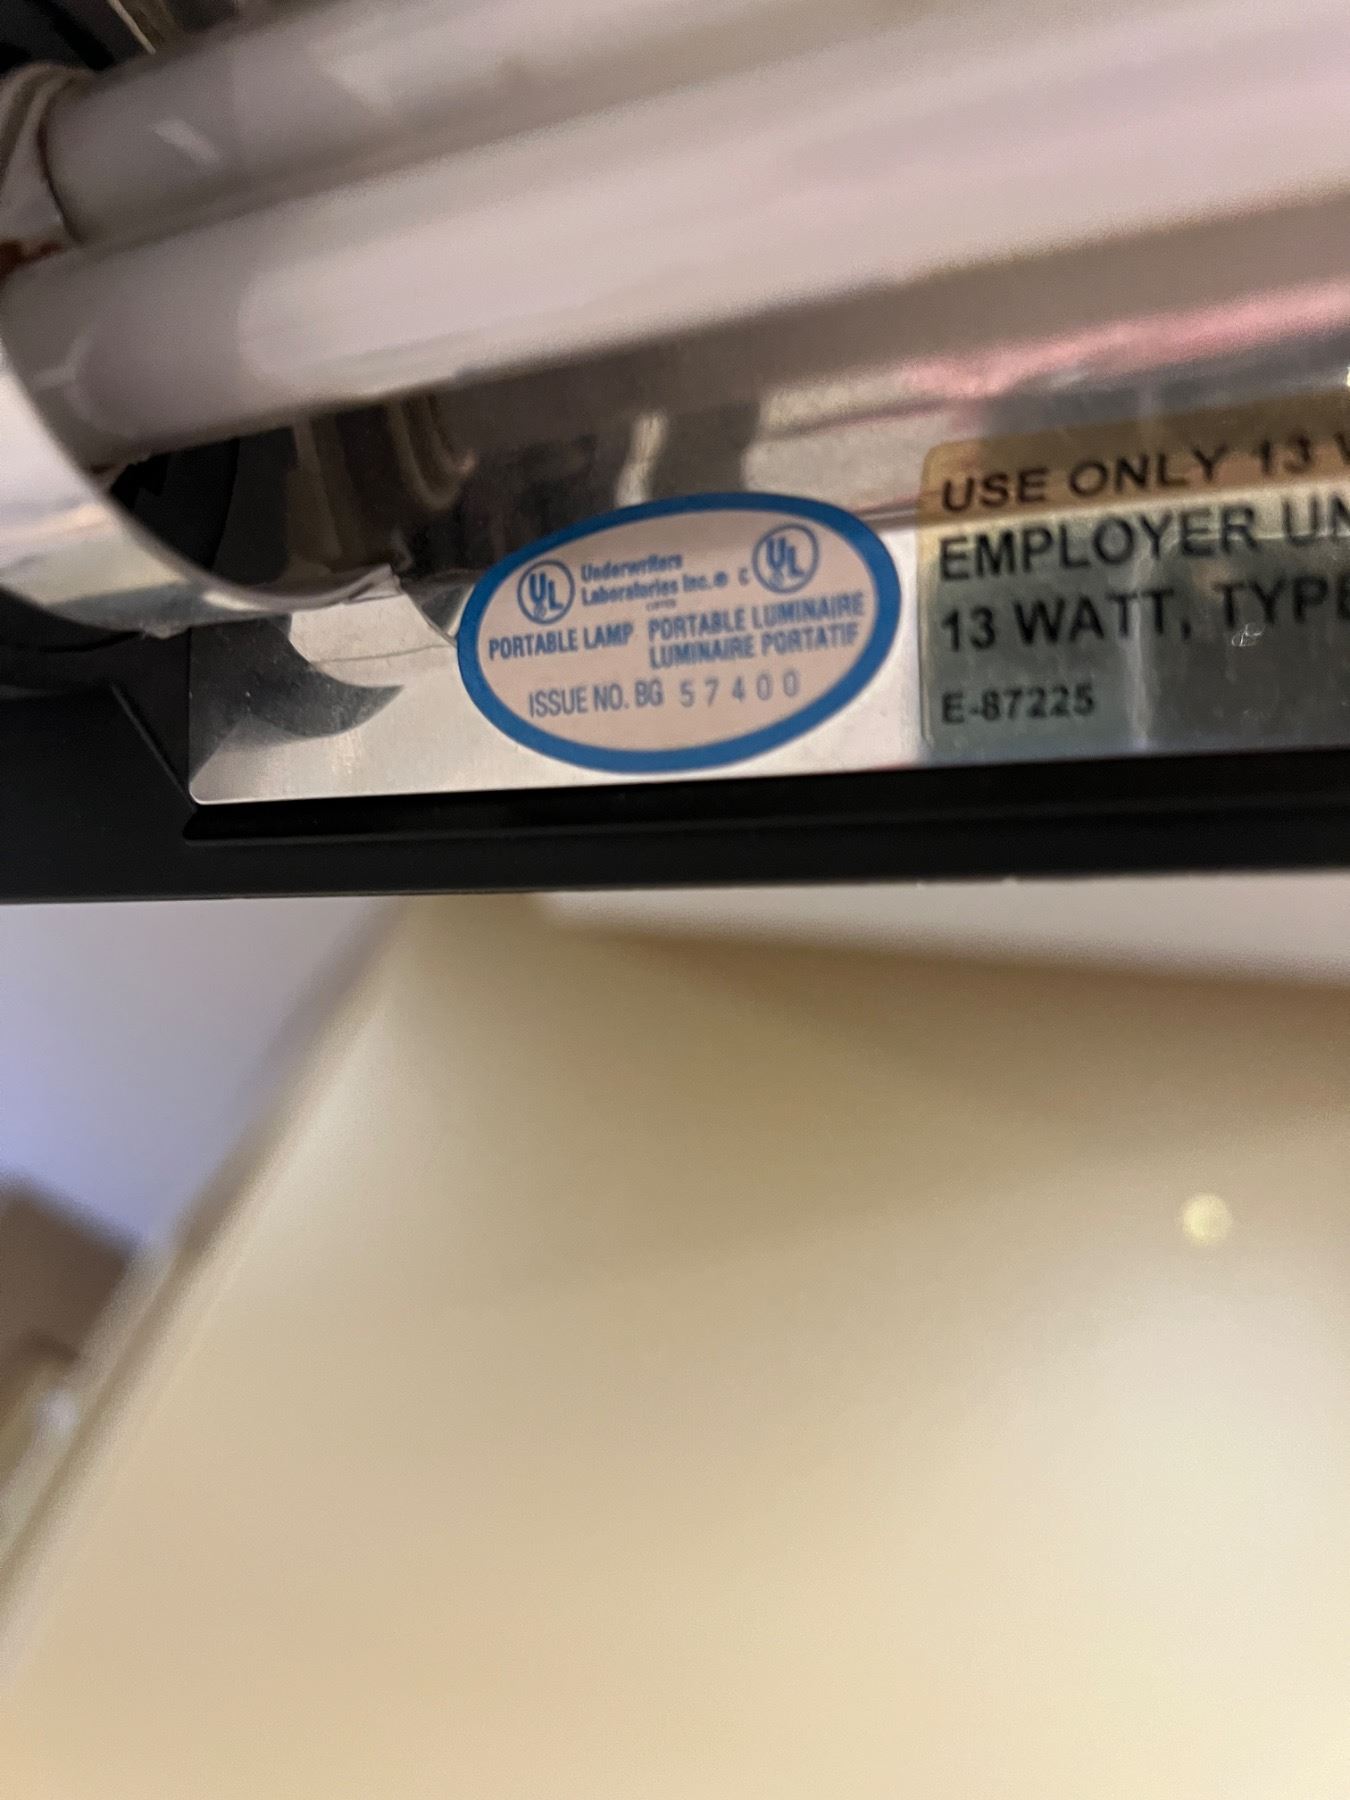 UL
Underwriters
Laboratories Inc.® c UL
LISTED
PORTABLE LAMP
PORTABLE LUMINAIRE
LUMINAIRE PORTATIF
ISSUE NO. BG 57400
USE ONLY 13
EMPLOYER
13 WATT, TYPE
E-87225